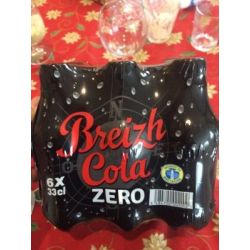 N
Breizh
Cola
6X
33cl
ZERO